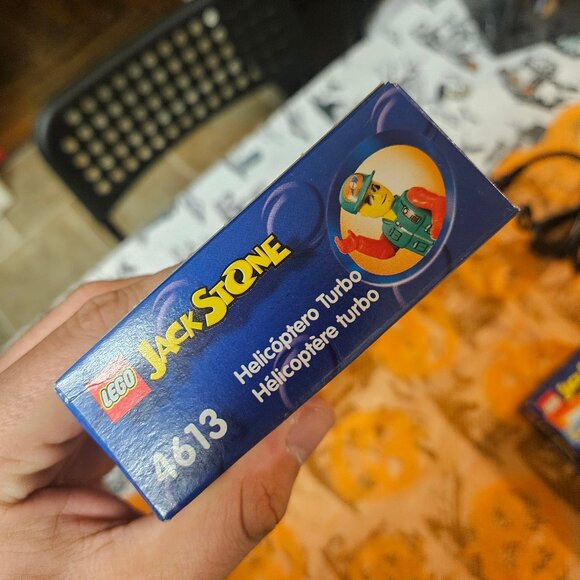 LEGO
JACK STONE
Helicóptero Turbo
Hélicoptère turbo
4613